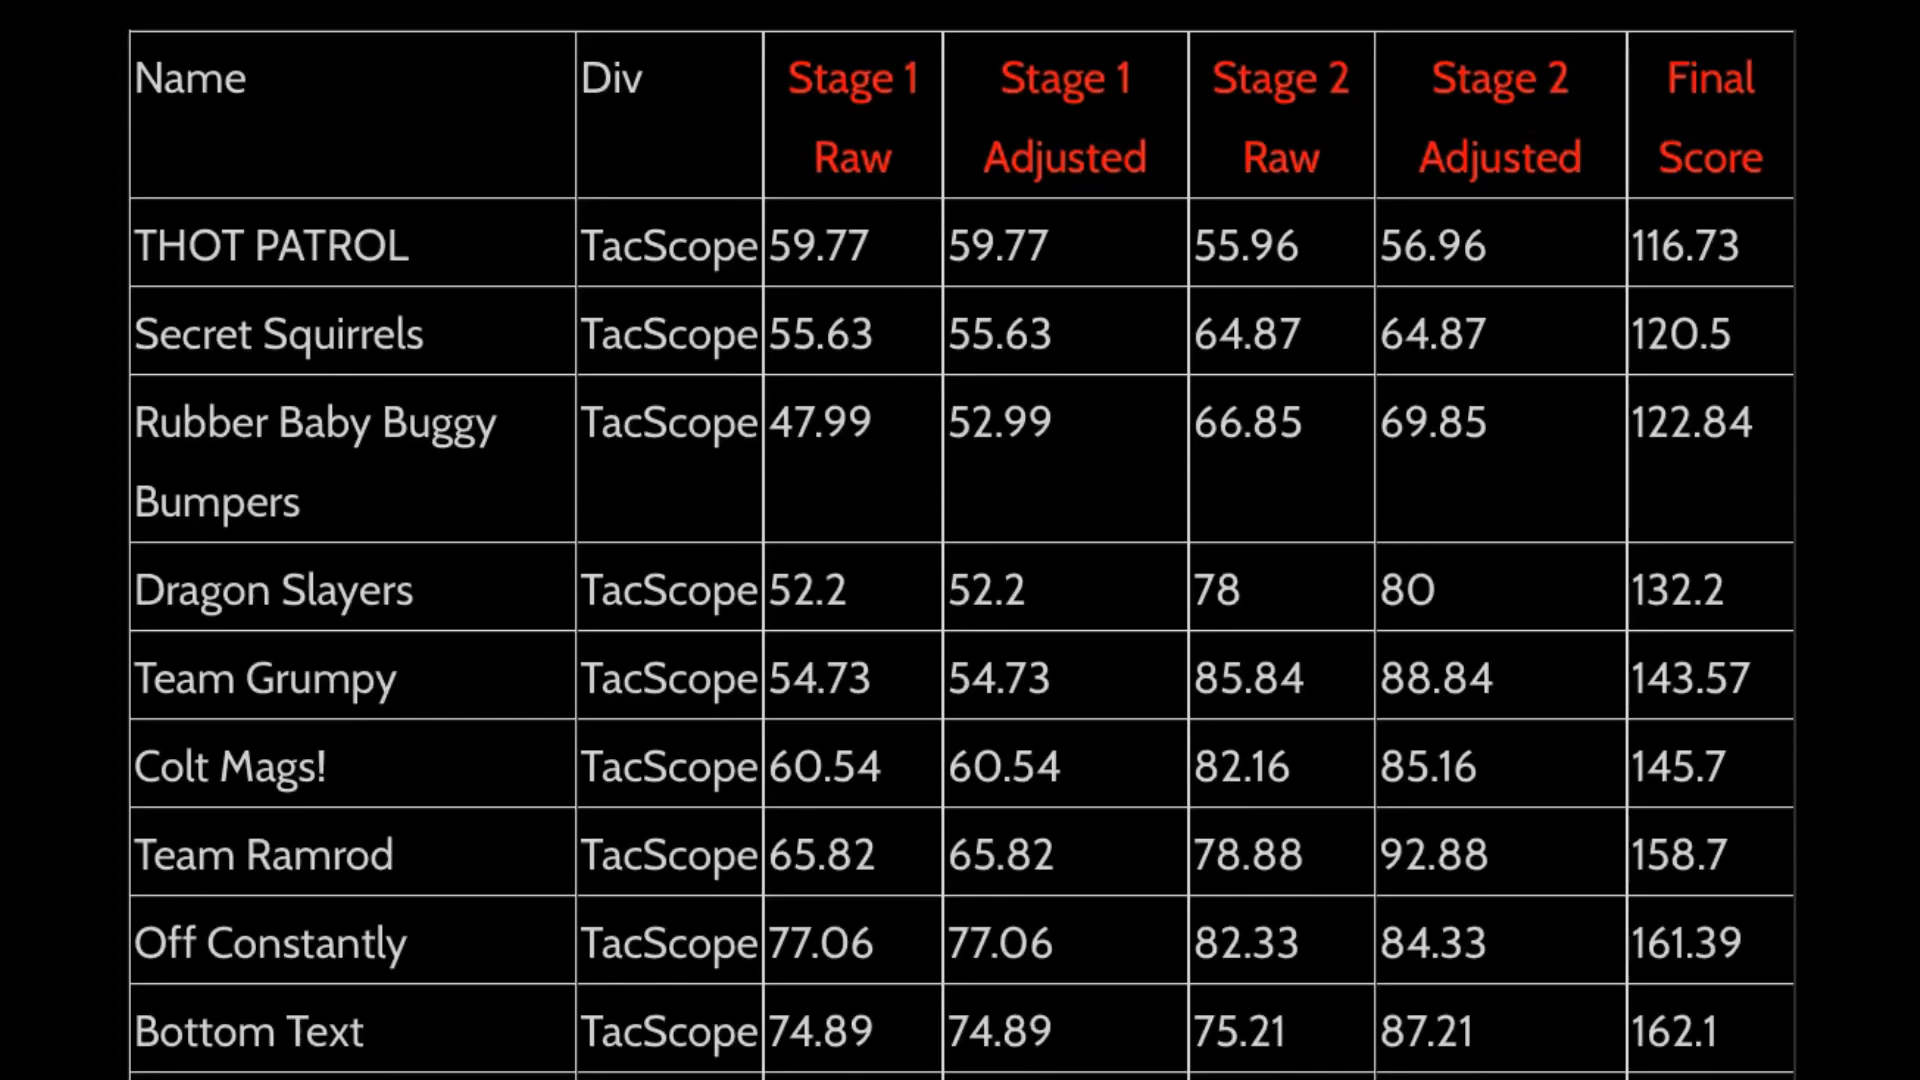 Name Div Stage 1 Stage 1 Stage 2 Stage 2 Final
Raw Adjusted Raw Adjusted Score
THOT PATROL TacScope 59.77 59.77 55.96 56.96 116.73
Secret Squirrels TacScope 55.63 55.63 64.87 64.87 120.5
Rubber Baby Buggy TacScope 47.99 52.99 66.85 69.85 122.84
Bumpers
Dragon Slayers TacScope 52.2 52.2 78 80 132.2
Team Grumpy TacScope 54.73 54.73 85.84 88.84 143.57
Colt Mags! TacScope 60.54 60.54 82.16 85.16 145.7
Team Ramrod TacScope 65.82 65.82 78.88 92.88 158.7
Off Constantly TacScope 77.06 77.06 82.33 84.33 161.39
Bottom Text TacScope 74.89 74.89 75.21 87.21 162.1